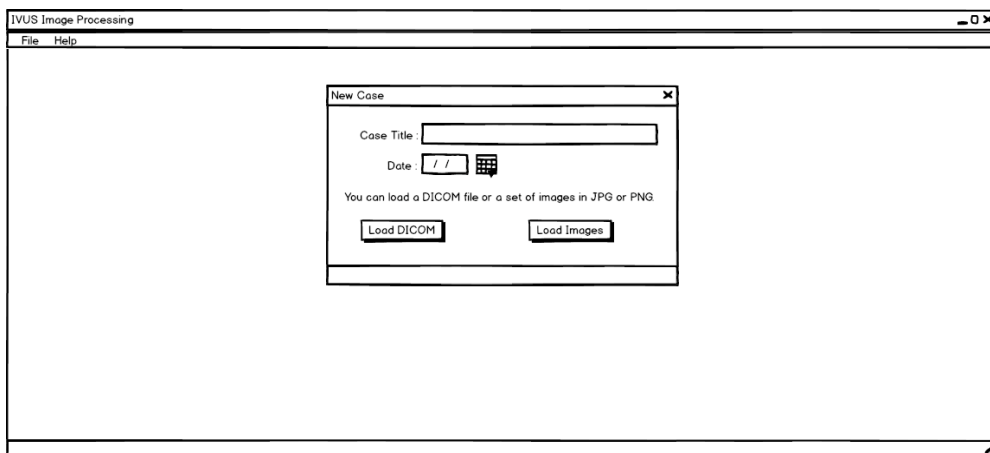 IVUS Image Processing
File Help
New Case
Case Title :
Date : / /
You can load a DICOM file or a set of images in JPG or PNG.
Load DICOM Load Images